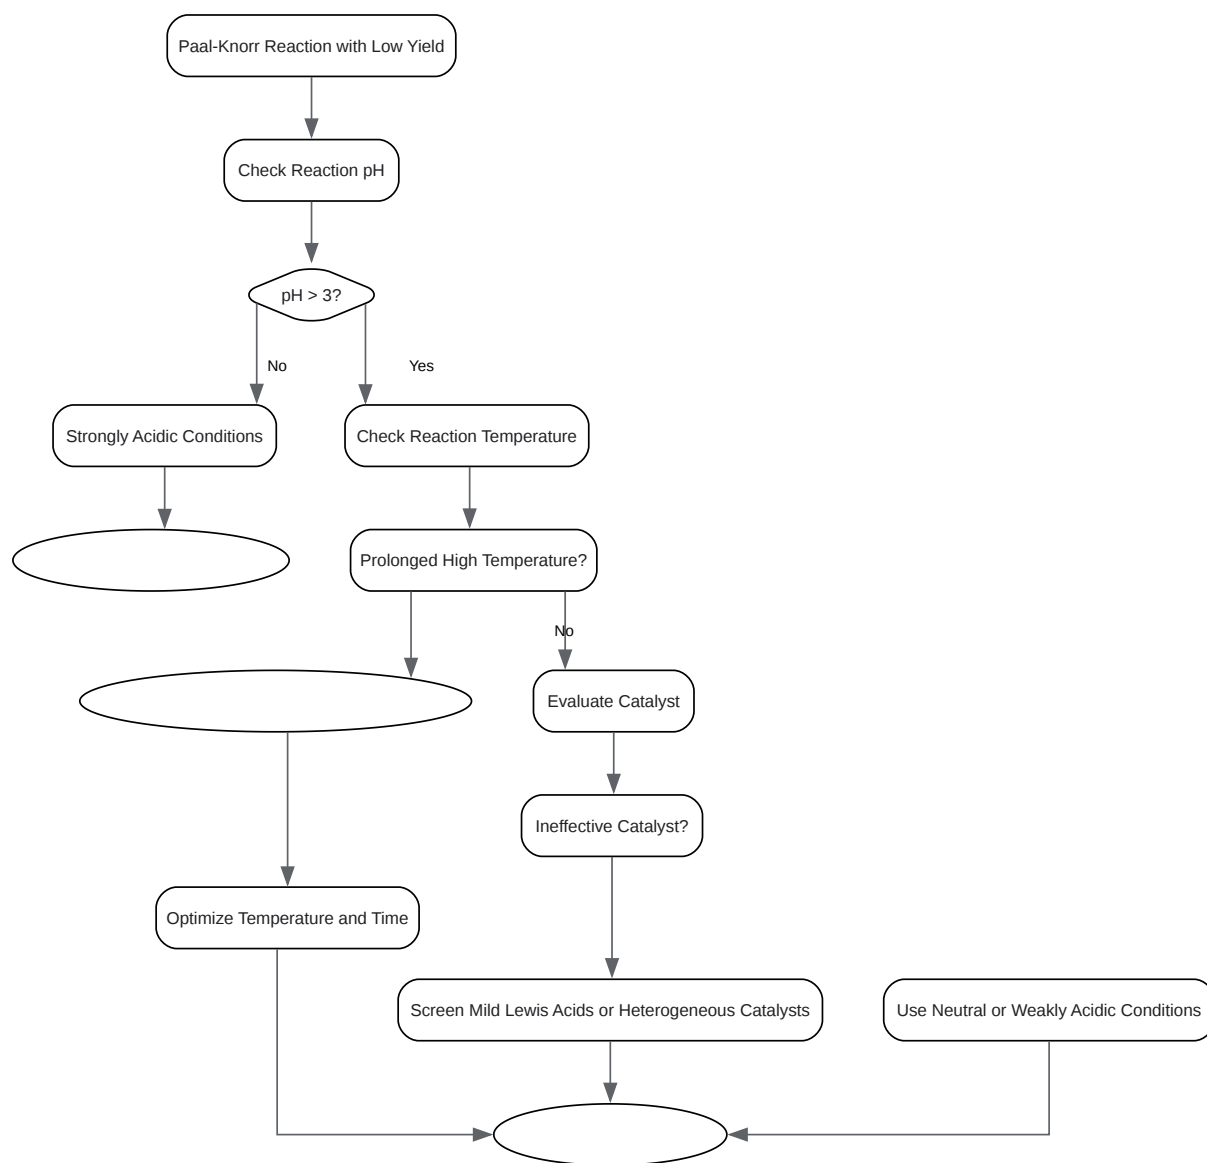 Paal-Knorr Reaction with Low Yield
Check Reaction pH
pH > 3?
No
Yes
Strongly Acidic Conditions
Check Reaction Temperature
Prolonged High Temperature?
No
Evaluate Catalyst
Ineffective Catalyst?
Optimize Temperature and Time
Screen Mild Lewis Acids or Heterogeneous Catalysts
Use Neutral or Weakly Acidic Conditions